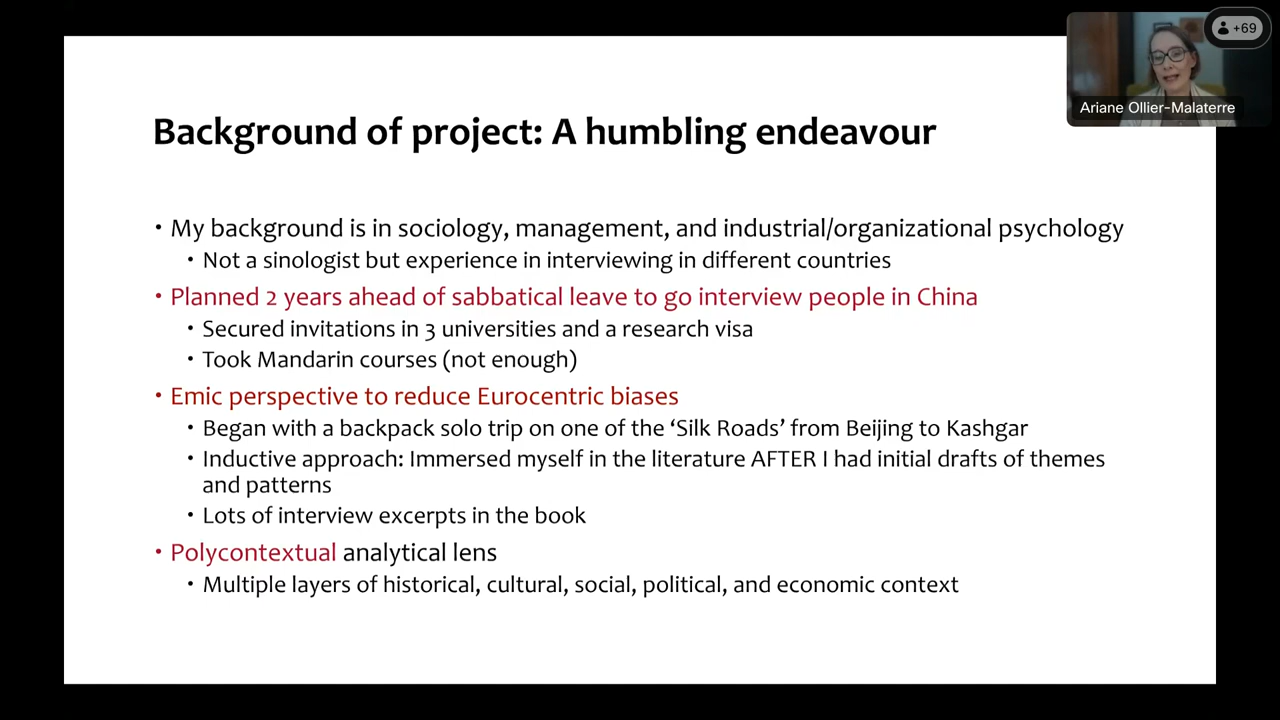 +69
Ariane Ollier-Malaterre
Background of project: A humbling endeavour
• My background is in sociology, management, and industrial/organizational psychology
• Not a sinologist but experience in interviewing in different countries
• Planned 2 years ahead of sabbatical leave to go interview people in China
• Secured invitations in 3 universities and a research visa
• Took Mandarin courses (not enough)
• Emic perspective to reduce Eurocentric biases
• Began with a backpack solo trip on one of the ‘Silk Roads’ from Beijing to Kashgar
• Inductive approach: Immersed myself in the literature AFTER I had initial drafts of themes
and patterns
• Lots of interview excerpts in the book
• Polycontextual analytical lens
• Multiple layers of historical, cultural, social, political, and economic context